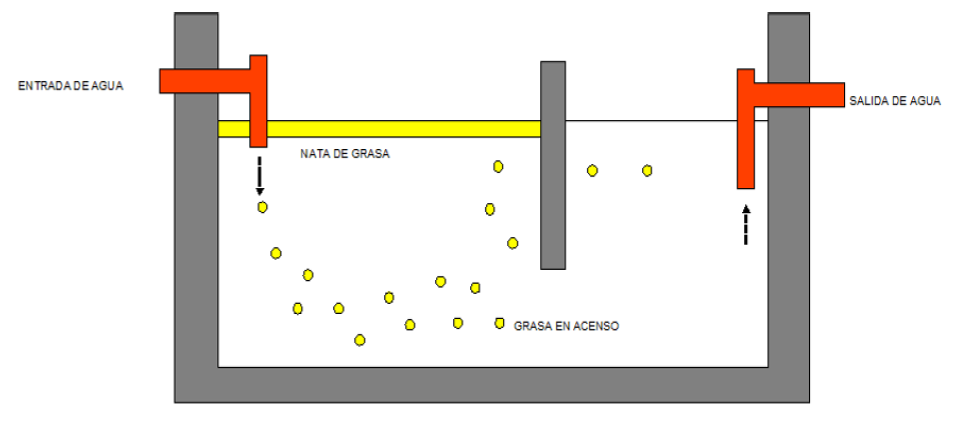 ENTRADA DE AGUA
SALIDA DE AGUA
NATA DE GRASA
GRASA EN ACENSO